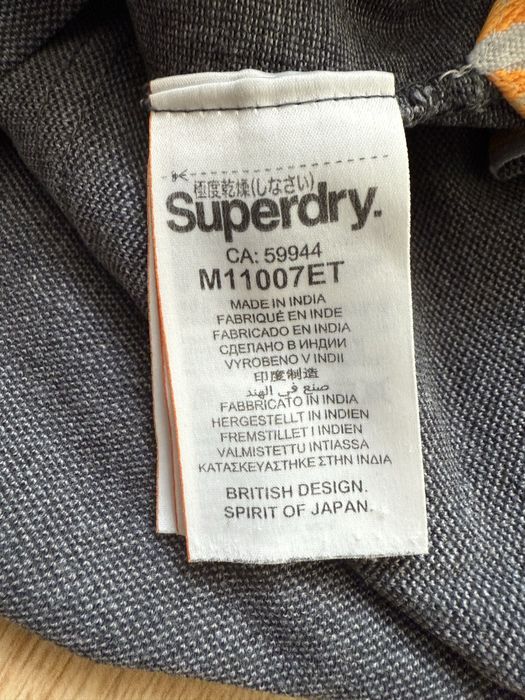 極度乾燥(しなさい)
Superdry.
CA: 59944
M11007ET
MADE IN INDIA
FABRIQUÉ EN INDE
FABRICADO EN INDIA
СДЕЛАНО В ИНДИИ
VYROBENO V INDII
印度制造
صنع في الهند
FABBRICATO IN INDIA
HERGESTELLT IN INDIEN
FREMSTILLET I INDIEN
VALMISTETTU INTIASSA
ΚΑΤΑΣΚΕΥΑΣΤΗΚΕ ΣΤΗΝ ΙΝΔΙΑ
BRITISH DESIGN.
SPIRIT OF JAPAN.